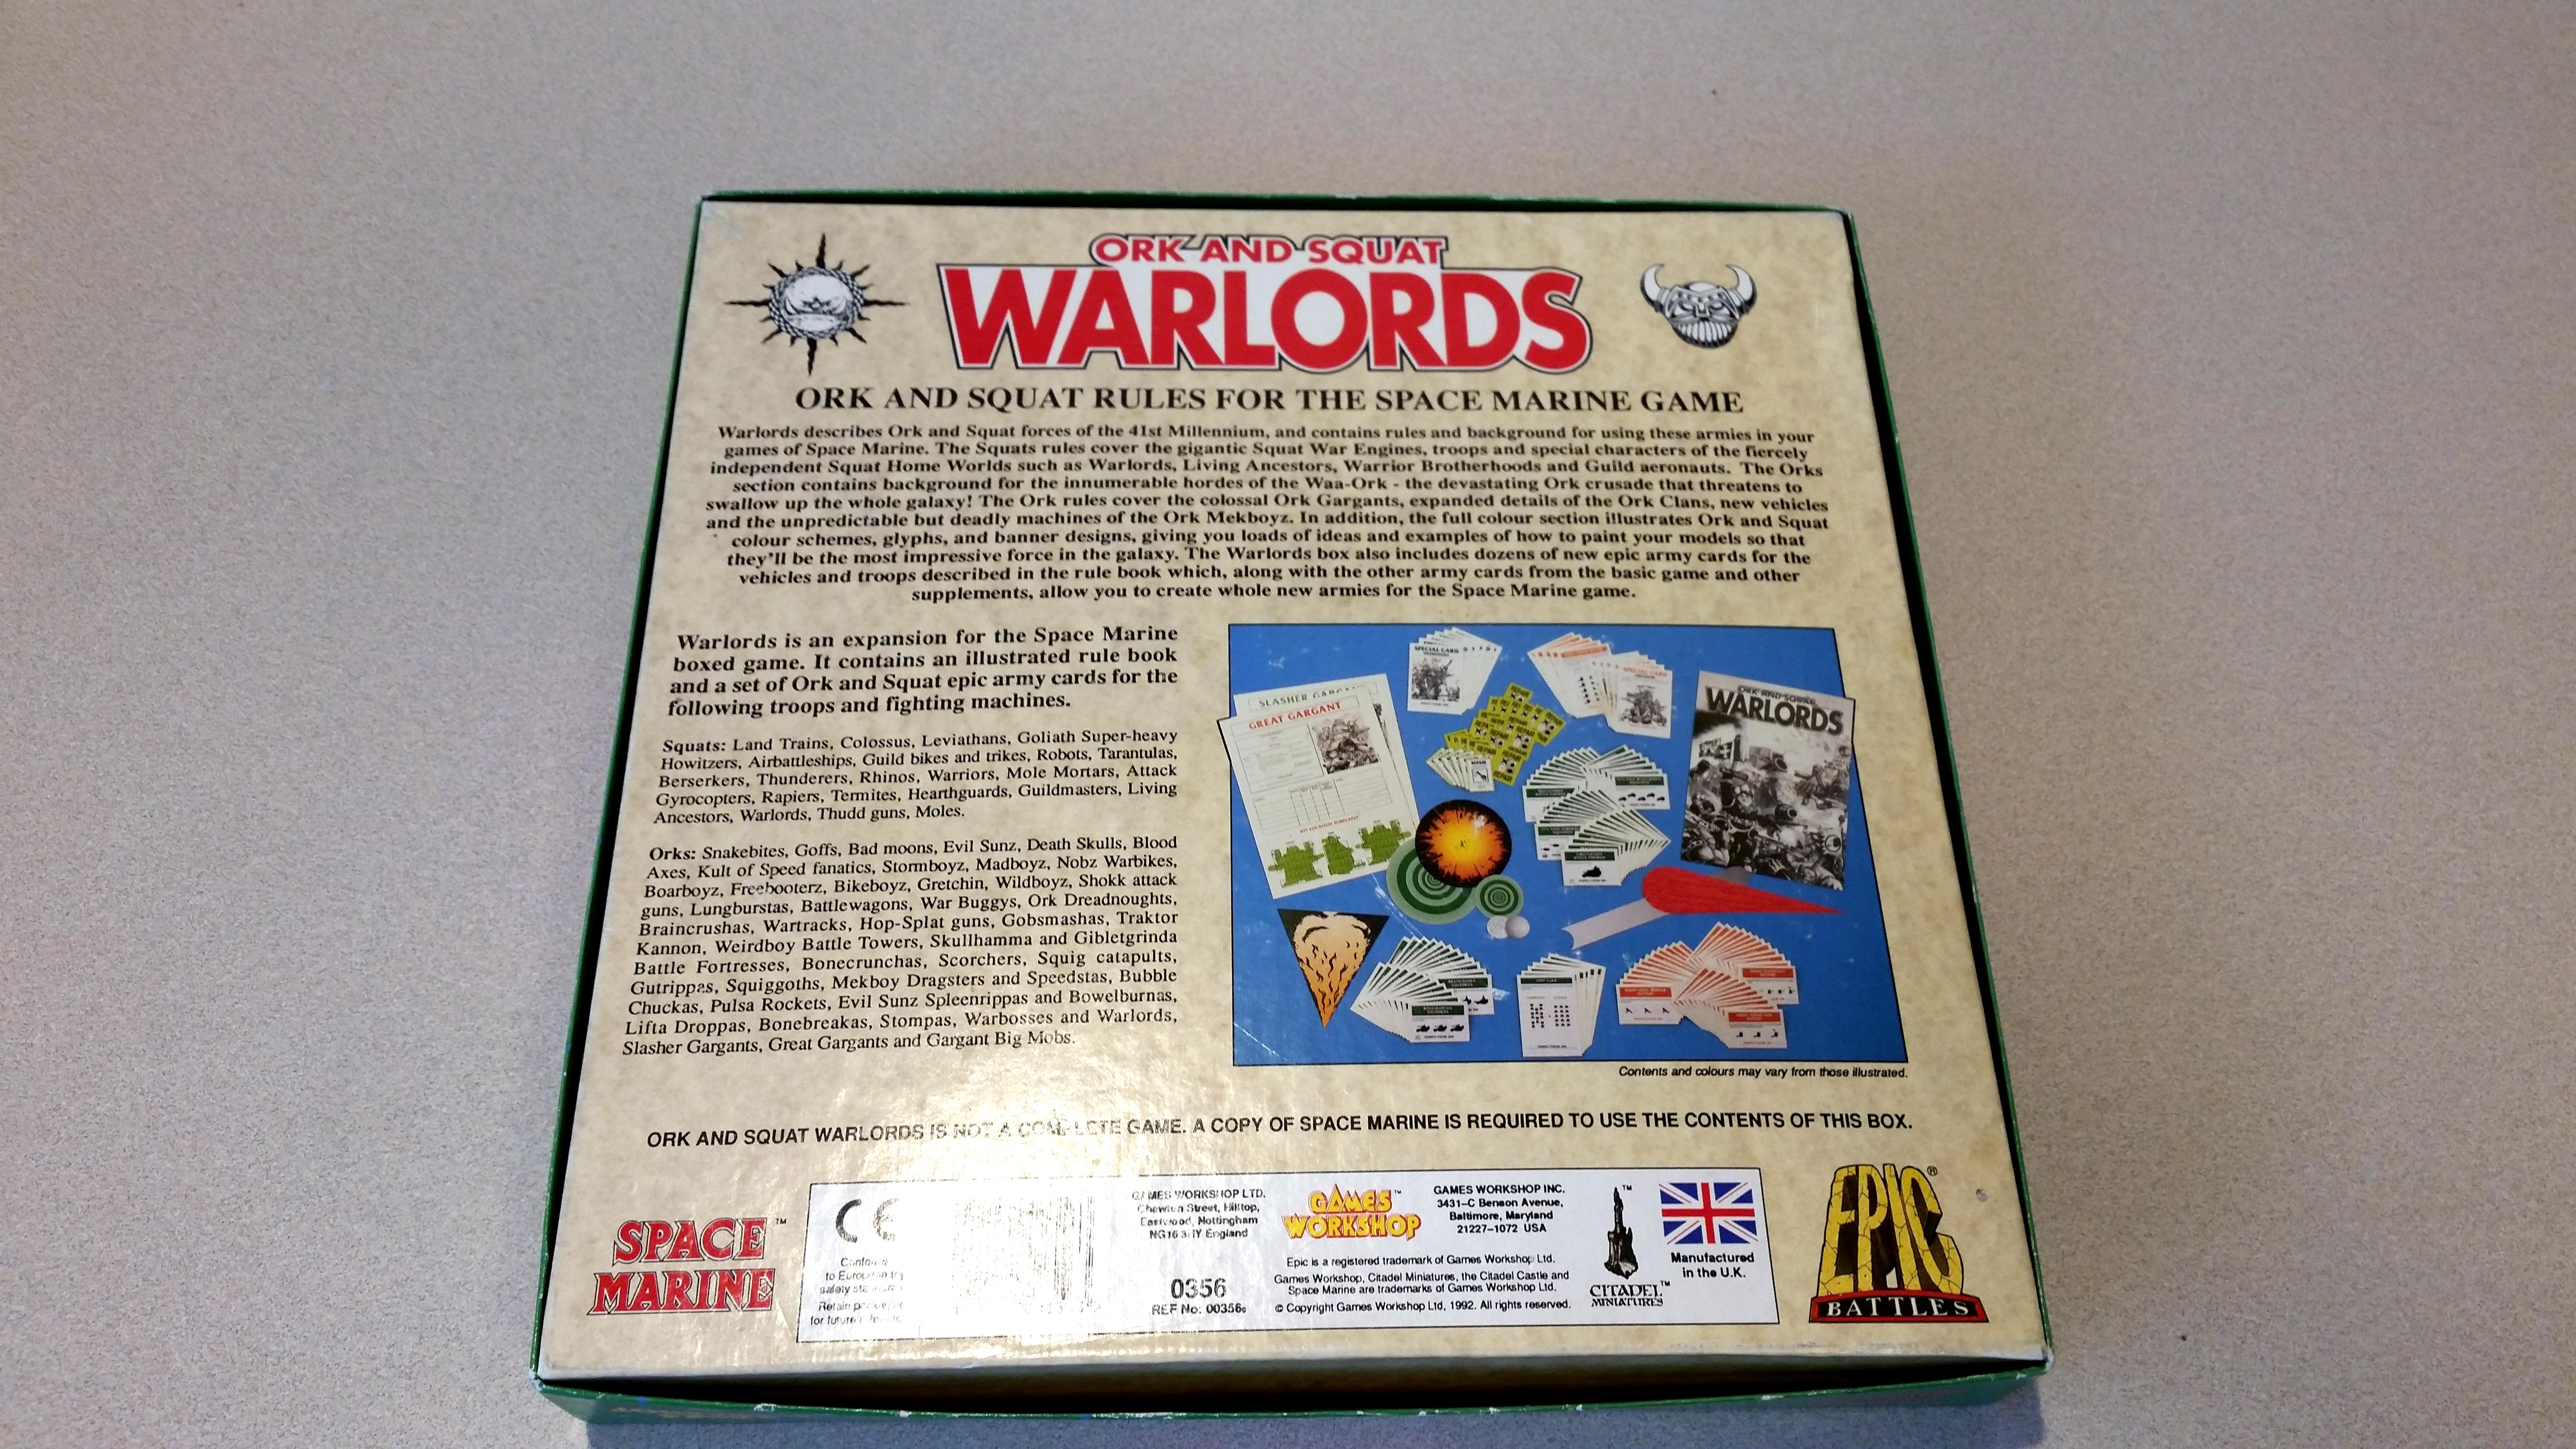 ORK AND SQUAT
WARLORDS
ORK AND SQUAT RULES FOR THE SPACE MARINE GAME
Warlords describes Ork and Squat forces of the 41st Millennium, and contains rules and background for using these armies in your
games of Space Marine. The Squats rules cover the gigantic Squat War Engines, troops and special characters of the fiercely
independent Squat Home Worlds such as Warlords, Living Ancestors, Warrior Brotherhoods and Guild aeronauts. The Orks
section contains background for the innumerable hordes of the Waa-Ork - the devastating Ork crusade that threatens to
swallow up the whole galaxy! The Ork rules cover the colossal Ork Gargants, expanded details of the Ork Clans, new vehicles
and the unpredictable but deadly machines of the Ork Mekboyz. In addition, the full colour section illustrates Ork and Squat
colour schemes, glyphs, and banner designs, giving you loads of ideas and examples of how to paint your models so that
they'll be the most impressive force in the galaxy. The Warlords box also includes dozens of new epic army cards for the
vehicles and troops described in the rule book which, along with the other army cards from the basic game and other
supplements, allow you to create whole new armies for the Space Marine game.
Warlords is an expansion for the Space Marine
boxed game. It contains an illustrated rule book
and a set of Ork and Squat epic army cards for the
following troops and fighting machines.
Squats: Land Trains, Colossus, Leviathans, Goliath Super-heavy
Howitzers, Airbattleships, Guild bikes and trikes, Robots, Tarantulas,
Berserkers, Thunderers, Rhinos, Warriors, Mole Mortars, Attack
Gyrocopters, Rapiers, Termites, Hearthguards, Guildmasters, Living
Ancestors, Warlords, Thudd guns, Moles.
Orks: Snakebites, Goffs, Bad moons, Evil Sunz, Death Skulls, Blood
Axes, Kult of Speed fanatics, Stormboyz, Madboyz, Nobz Warbikes,
Boarboyz, Freebooterz, Bikeboyz, Gretchin, Wildboyz, Shokk attack
guns, Lungburstas, Battlewagons, War Buggys, Ork Dreadnoughts,
Braincrushas, Wartracks, Hop-Splat guns, Gobsmashas, Traktor
Kannon, Weirdboy Battle Towers, Skullhamma and Gibletgrinda
Battle Fortresses, Bonecrunchas, Scorchers, Squig catapults,
Gutrippas, Squiggoths, Mekboy Dragsters and Speedstas, Bubble
Chuckas, Pulsa Rockets, Evil Sunz Spleenrippas and Bowelburnas,
Lifta Droppas, Bonebreakas, Stompas, Warbosses and Warlords,
Slasher Gargants, Great Gargants and Gargant Big Mobs.
SPECIAL CARD
SPECIAL CARD
SLASHER GARGANT
GREAT GARGANT
REPAIR
ORK AND SQUAT
WARLORDS
Contents and colours may vary from those illustrated.
ORK AND SQUAT WARLORDS IS NOT A COMPLETE GAME. A COPY OF SPACE MARINE IS REQUIRED TO USE THE CONTENTS OF THIS BOX.
SPACE
MARINE™
CE
to European
safety
for future
GAMES WORKSHOP LTD.
Chewton Street, Hilltop,
Eastwood, Nottingham
NG16 3HY England
0356
REF No: 00356
GAMES
WORKSHOP™
GAMES WORKSHOP INC.
3431-C Benson Avenue,
Baltimore, Maryland
21227-1072 USA
Epic is a registered trademark of Games Workshop Ltd.
Games Workshop, Citadel Miniatures, the Citadel Castle and
Space Marine are trademarks of Games Workshop Ltd.
© Copyright Games Workshop Ltd, 1992. All rights reserved.
™
CITADEL™
MINIATURES
Manufactured
in the U.K.
EPIC®
BATTLES